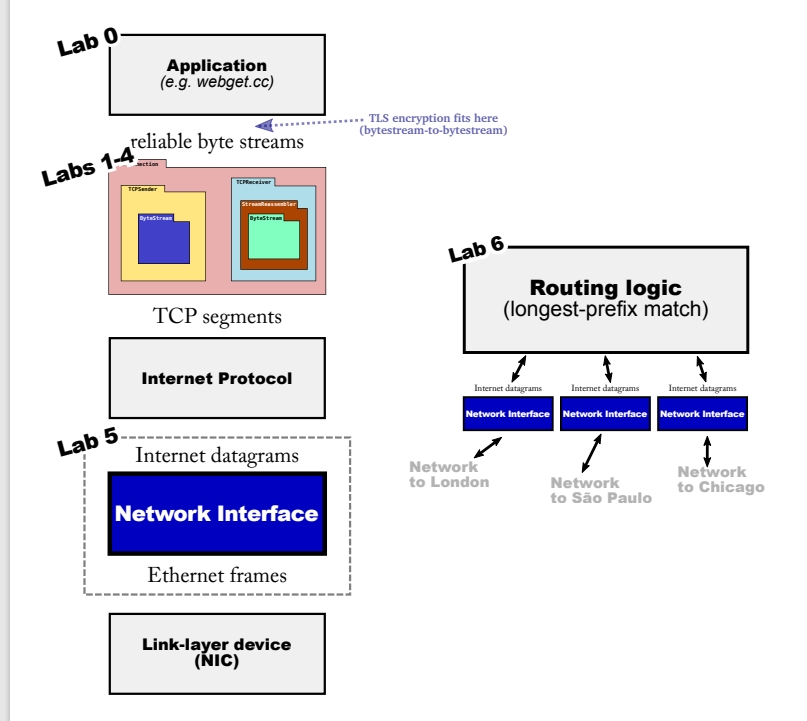 Lab 0
Application
(e.g. webget.cc)
TLS encryption fits here
(bytestream-to-bytestream)
reliable byte streams
Labs 1-4
TCPSender
ByteStream
TCPReceiver
StreamReassembler
ByteStream
TCP segments
Internet Protocol
Lab 5
Internet datagrams
Network Interface
Ethernet frames
Link-layer device
(NIC)
Lab 6
Routing logic
(longest-prefix match)
Internet datagrams
Internet datagrams
Internet datagrams
Network Interface
Network Interface
Network Interface
Network
to London
Network
to São Paulo
Network
to Chicago